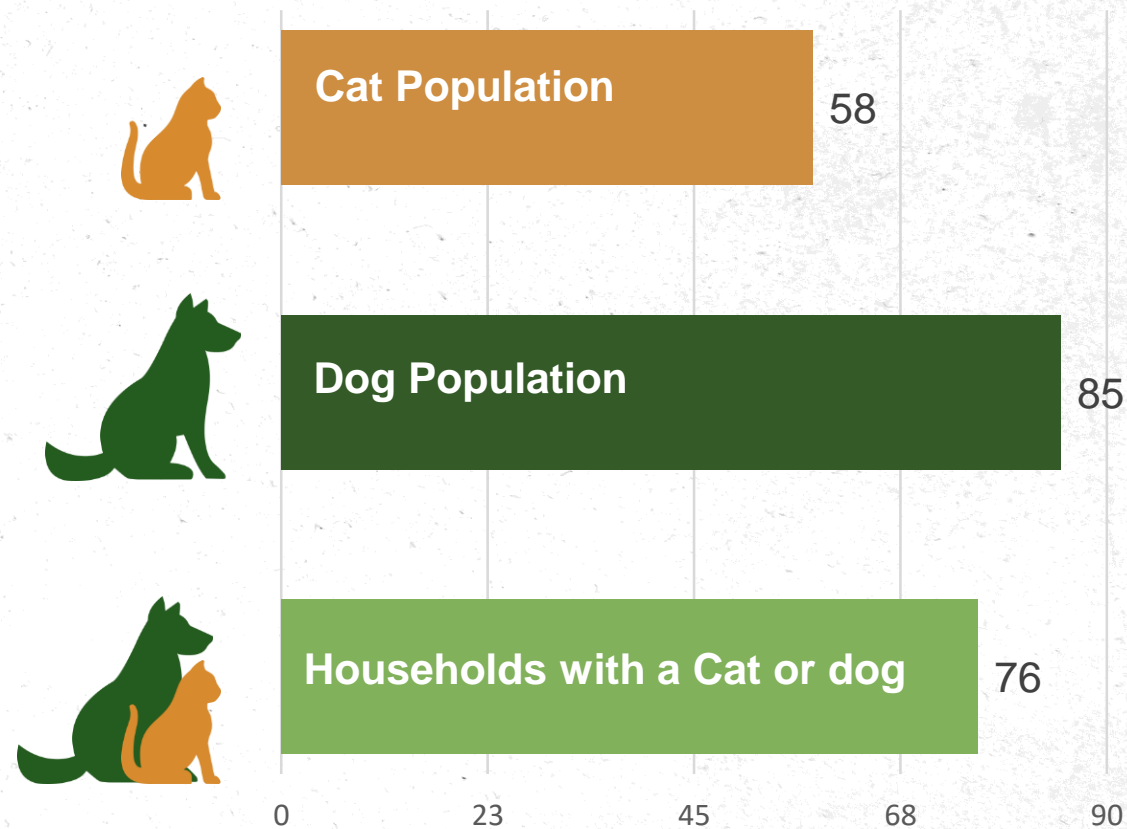 Cat Population
58
Dog Population
85
Households with a Cat or dog
76
0 23 45 68 90